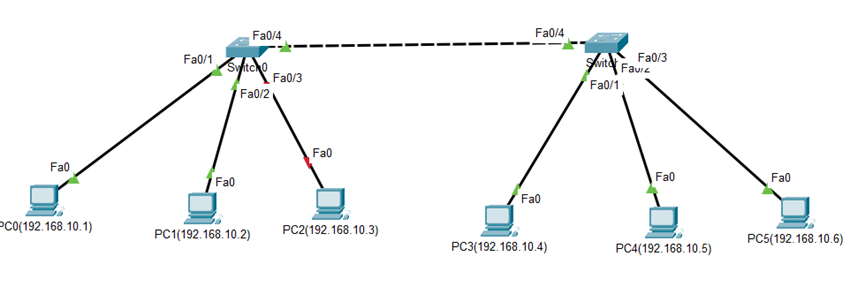 Fa0/4
Fa0/4
Fa0/1
Switch0
Fa0/3
Fa0/2
Fa0/3
Fa0/1
Fa0
Fa0
Fa0
Fa0
Fa0
Fa0
PC0(192.168.10.1)
PC1(192.168.10.2)
PC2(192.168.10.3)
PC3(192.168.10.4)
PC4(192.168.10.5)
PC5(192.168.10.6)